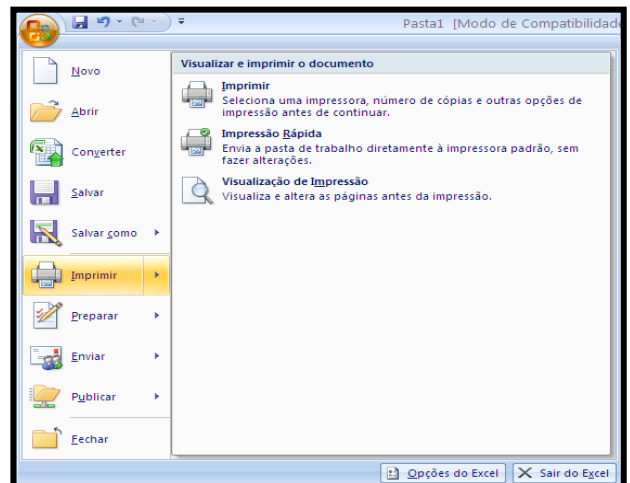 Pasta1 [Modo de Compatibilidade
Novo
Abrir
Converter
Salvar
Salvar como
Imprimir
Preparar
Enviar
Publicar
Fechar
Visualizar e imprimir o documento
Imprimir
Seleciona uma impressora, número de cópias e outras opções de
impressão antes de continuar.
Impressão Rápida
Envia a pasta de trabalho diretamente à impressora padrão, sem
fazer alterações.
Visualização de Impressão
Visualiza e altera as páginas antes da impressão.
Opções do Excel
Sair do Excel